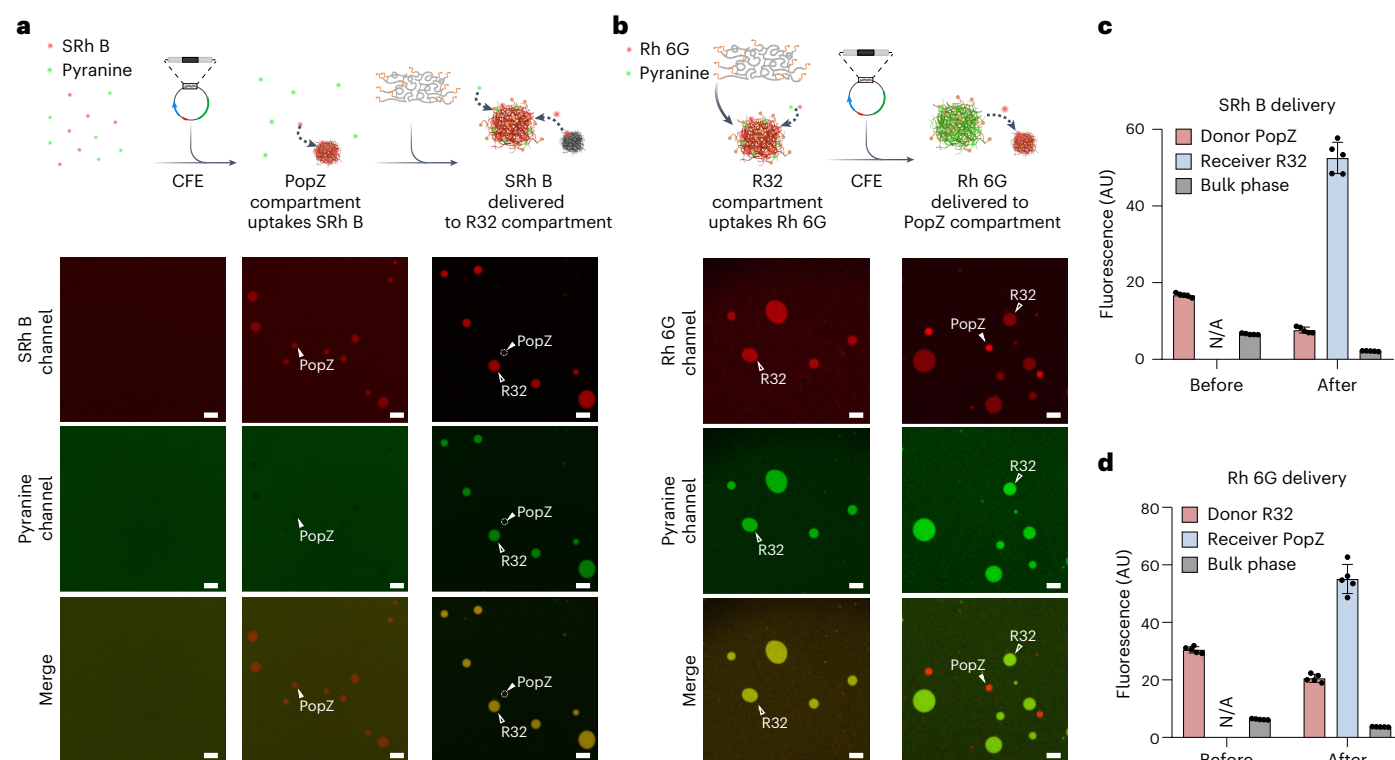 a
SRh B
Pyranine
CFE
PopZ
compartment
uptakes SRh B
SRh B
delivered
to R32 compartment
SRh B
channel
PopZ
PopZ
R32
Pyranine
channel
PopZ
PopZ
R32
Merge
PopZ
PopZ
R32
b
Rh 6G
Pyranine
R32
compartment
uptakes Rh 6G
CFE
Rh 6G
delivered to
PopZ compartment
Rh 6G
channel
R32
R32
PopZ
Pyranine
channel
R32
R32
Merge
R32
R32
PopZ
c
SRh B delivery
Fluorescence (AU)
60
40
20
0
Donor PopZ
Receiver R32
Bulk phase
N/A
Before
After
d
Rh 6G delivery
Fluorescence (AU)
80
60
40
20
0
Donor R32
Receiver PopZ
Bulk phase
N/A
Before
After